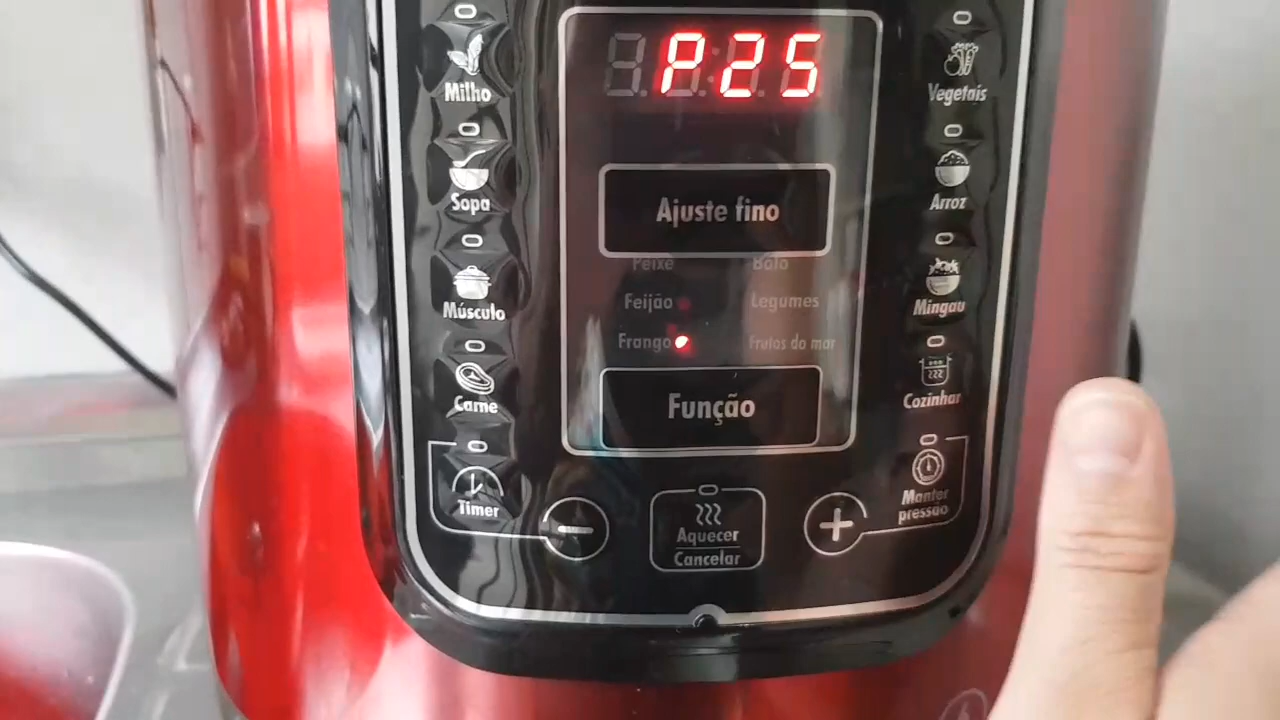 P25
Milho
Vegetais
Sopa
Arroz
Ajuste fino
Peixe
Bolo
Músculo
Feijão
Legumes
Mingau
Frango
Frutos do mar
Carne
Cozinhar
Função
Timer
Manter
pressão
Aquecer
Cancelar